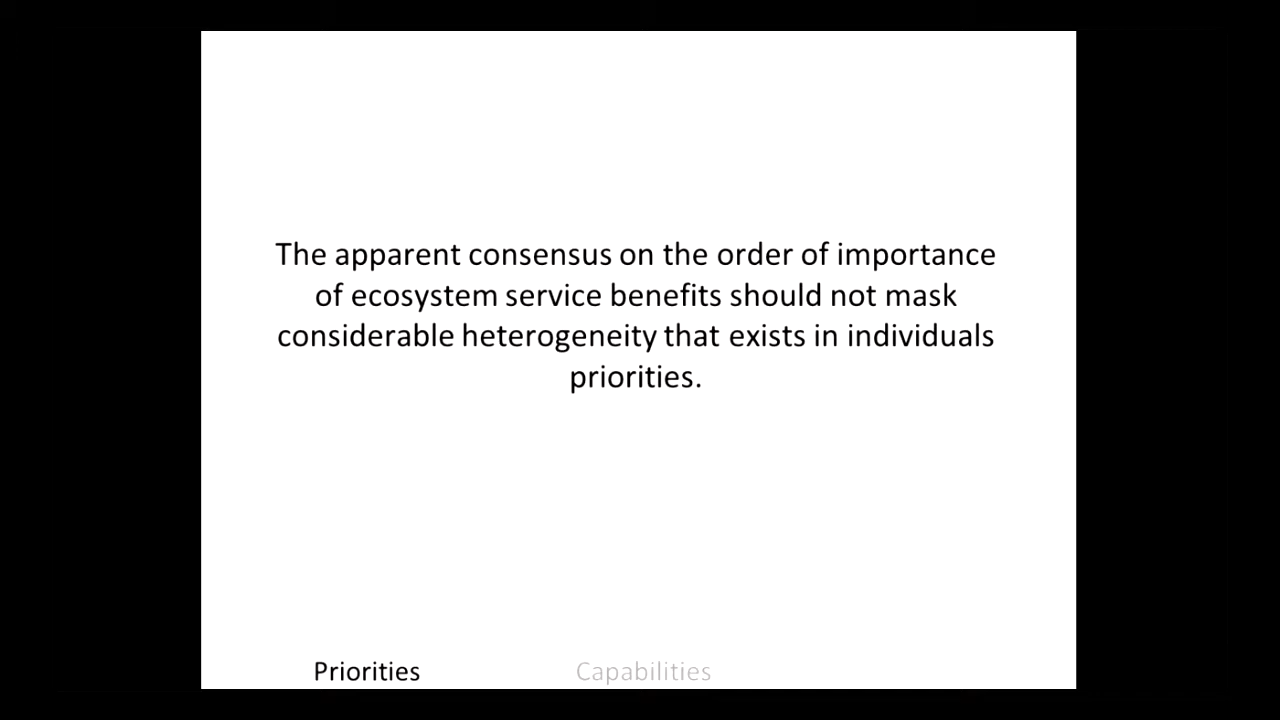 The apparent consensus on the order of importance
of ecosystem service benefits should not mask
considerable heterogeneity that exists in individuals
priorities.
Priorities
Capabilities